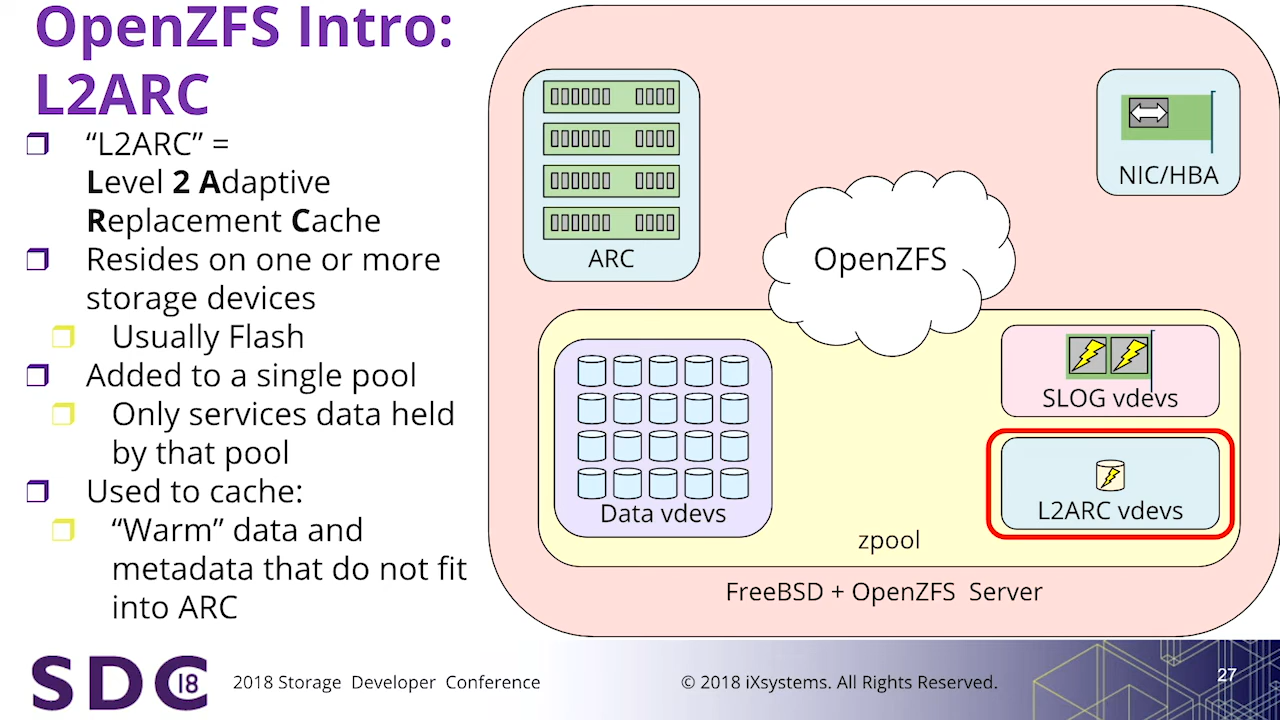 OpenZFS Intro:
L2ARC
“L2ARC” =
Level 2 Adaptive
Replacement Cache
Resides on one or more
storage devices
Usually Flash
Added to a single pool
Only services data held
by that pool
Used to cache:
“Warm” data and
metadata that do not fit
into ARC
ARC
NIC/HBA
OpenZFS
Data vdevs
SLOG vdevs
L2ARC vdevs
zpool
FreeBSD + OpenZFS Server
SDC 18
2018 Storage Developer Conference
© 2018 iXsystems. All Rights Reserved.
27